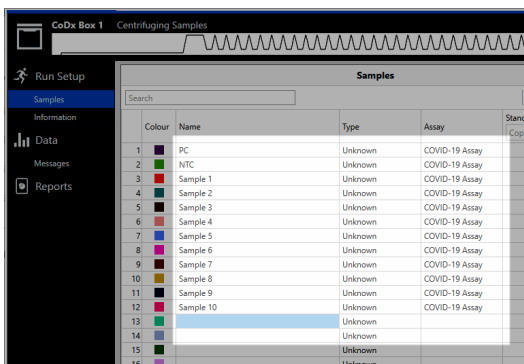 CoDx Box 1 Centrifuging Samples
Run Setup
Samples
Information
Data
Messages
Reports
Samples
Search
Colour Name Type Assay
Stand
Cop
1 PC Unknown COVID-19 Assay
2 NTC Unknown COVID-19 Assay
3 Sample 1 Unknown COVID-19 Assay
4 Sample 2 Unknown COVID-19 Assay
5 Sample 3 Unknown COVID-19 Assay
6 Sample 4 Unknown COVID-19 Assay
7 Sample 5 Unknown COVID-19 Assay
8 Sample 6 Unknown COVID-19 Assay
9 Sample 7 Unknown COVID-19 Assay
10 Sample 8 Unknown COVID-19 Assay
11 Sample 9 Unknown COVID-19 Assay
12 Sample 10 Unknown COVID-19 Assay
13 Unknown
14 Unknown
15 Unknown